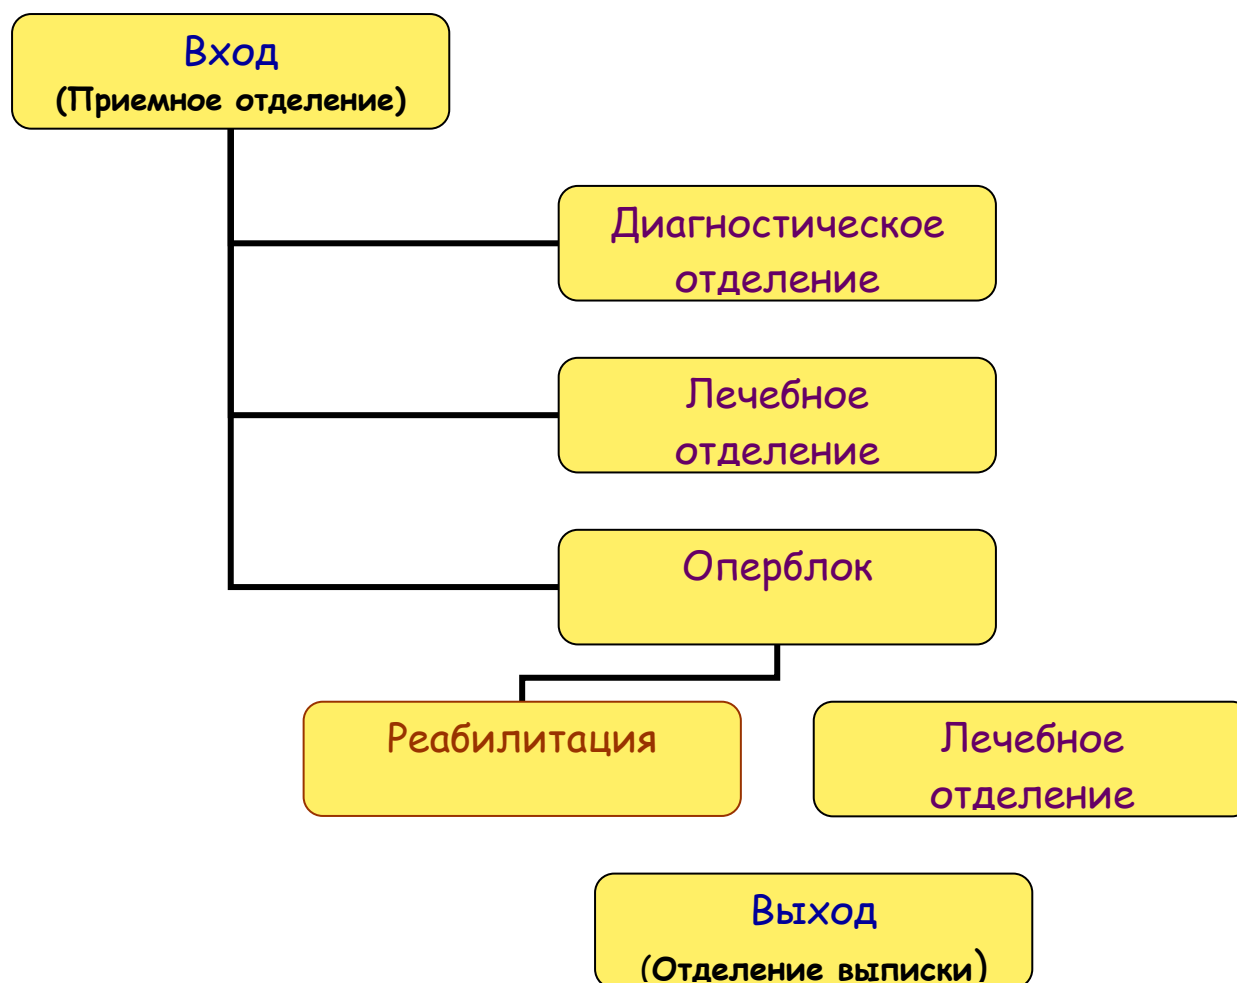 Вход
(Приемное отделение)
Диагностическое
отделение
Лечебное
отделение
Оперблок
Реабилитация
Лечебное
отделение
Выход
(Отделение выписки)